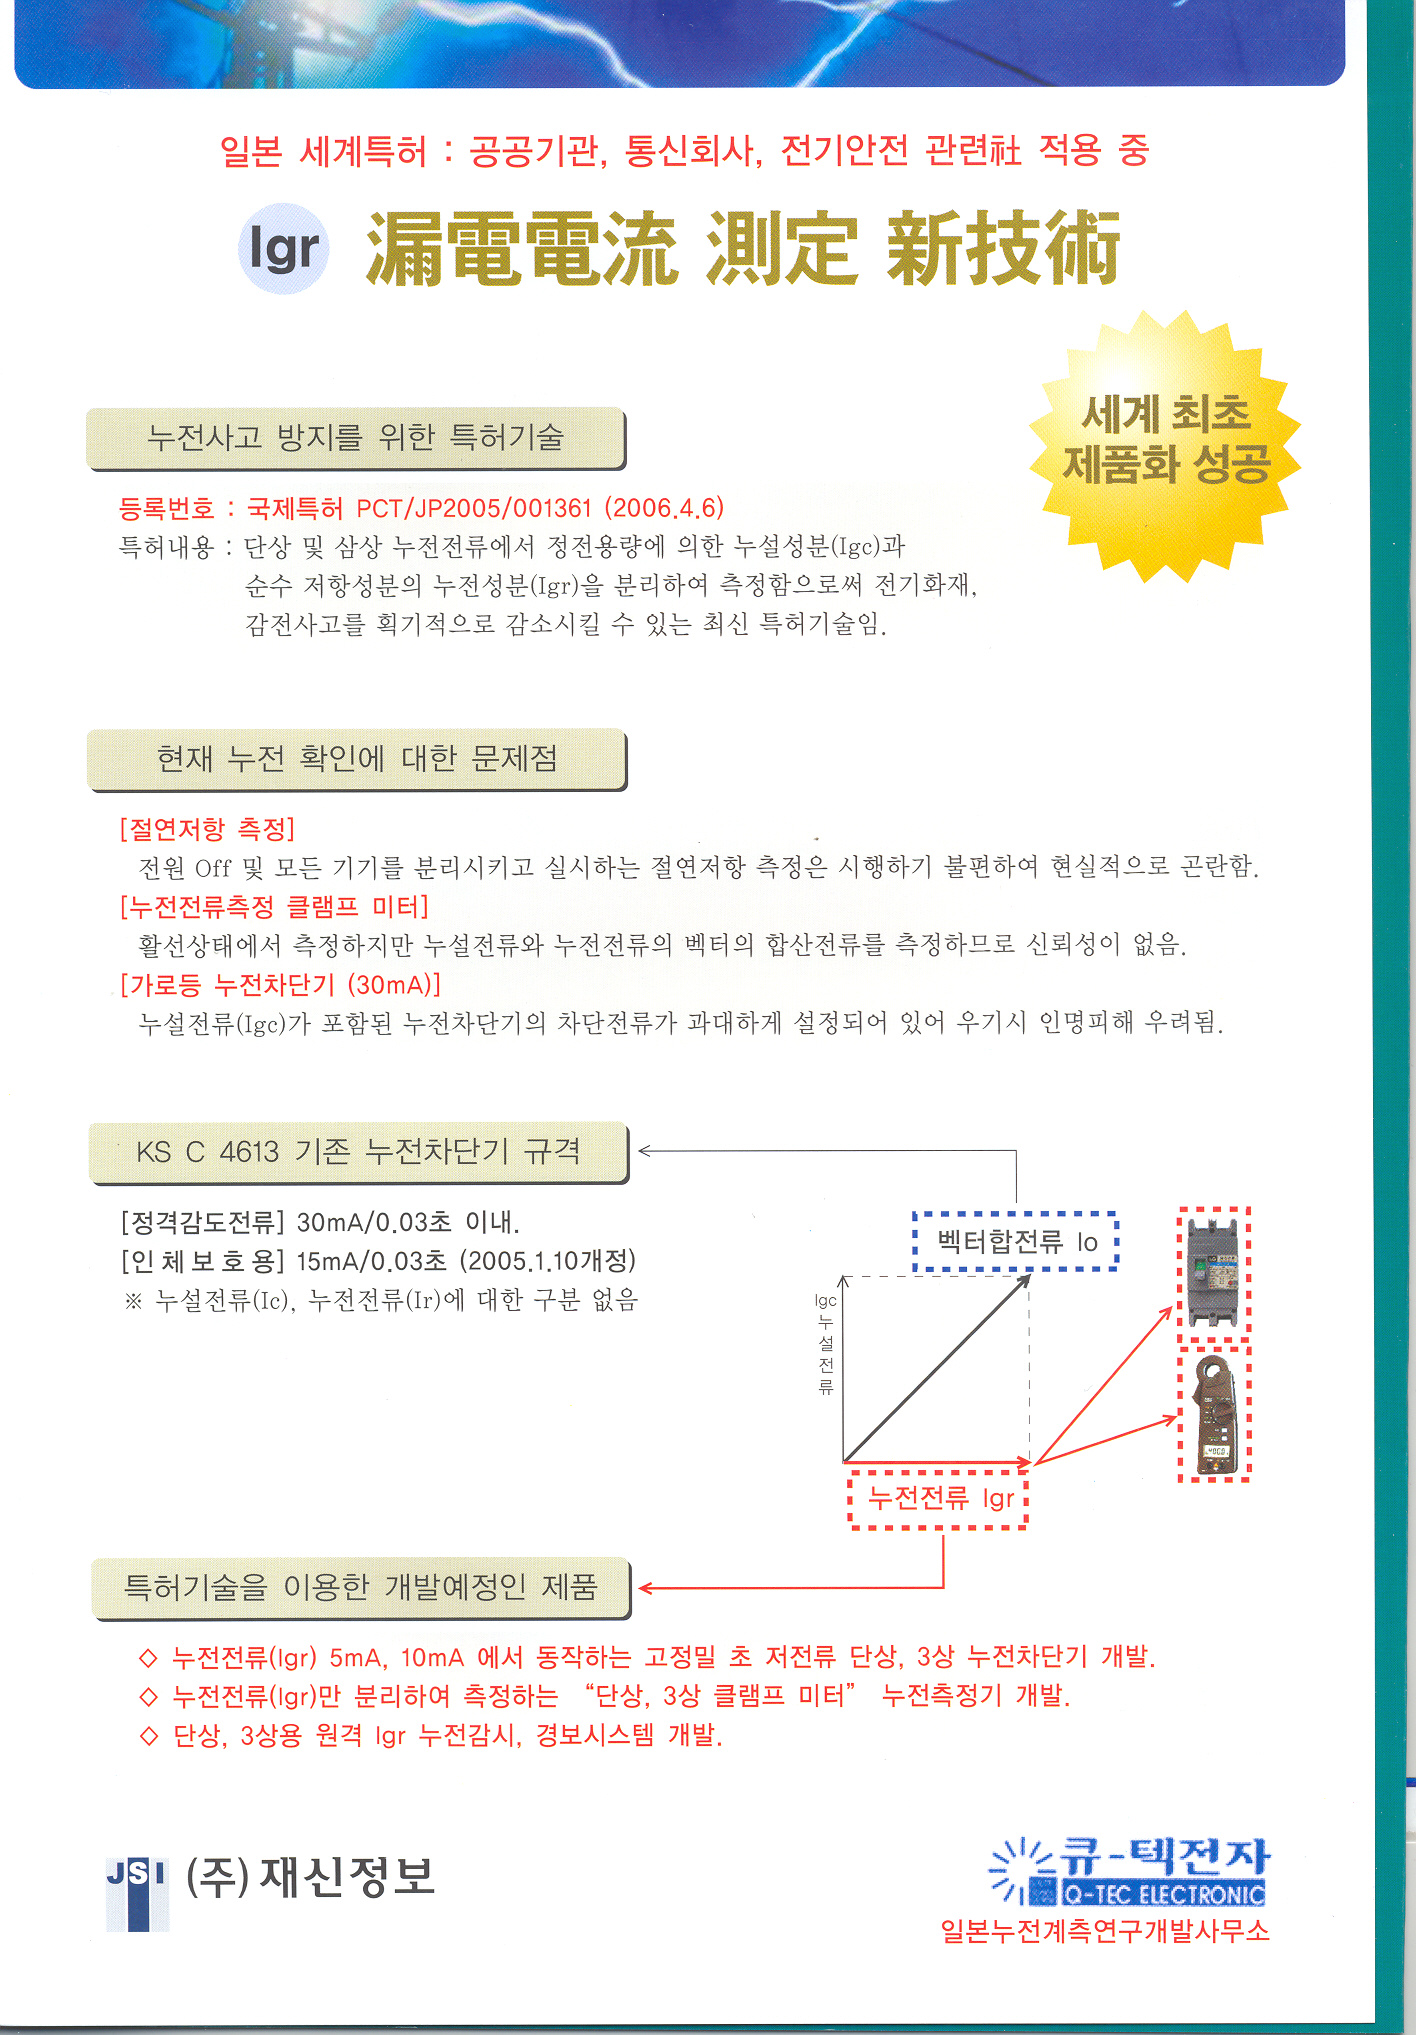 일본 세계특허 : 공공기관, 통신회사, 전기안전 관련社 적용 중
Igr 漏電電流 測定 新技術
세계 최초
제품화 성공
누전사고 방지를 위한 특허기술
등록번호 : 국제특허 PCT/JP2005/001361 (2006.4.6)
특허내용 : 단상 및 삼상 누전전류에서 정전용량에 의한 누설성분(Igc)과
순수 저항성분의 누전성분(Igr)을 분리하여 측정함으로써 전기화재,
감전사고를 획기적으로 감소시킬 수 있는 최신 특허기술임.
현재 누전 확인에 대한 문제점
[절연저항 측정]
전원 Off 및 모든 기기를 분리시키고 실시하는 절연저항 측정은 시행하기 불편하여 현실적으로 곤란함.
[누전전류측정 클램프 미터]
활선상태에서 측정하지만 누설전류와 누전전류의 벡터의 합산전류를 측정하므로 신뢰성이 없음.
[가로등 누전차단기 (30mA)]
누설전류(Igc)가 포함된 누전차단기의 차단전류가 과대하게 설정되어 있어 우기시 인명피해 우려됨.
KS C 4613 기존 누전차단기 규격
[정격감도전류] 30mA/0.03초 이내.
[인 체 보 호 용] 15mA/0.03초 (2005.1.10개정)
※ 누설전류(Ic), 누전전류(Ir)에 대한 구분 없음
벡터합전류 Io
Igc
누
설
전
류
누전전류 Igr
특허기술을 이용한 개발예정인 제품
◇ 누전전류(Igr) 5mA, 10mA 에서 동작하는 고정밀 초 저전류 단상, 3상 누전차단기 개발.
◇ 누전전류(Igr)만 분리하여 측정하는 “단상, 3상 클램프 미터” 누전측정기 개발.
◇ 단상, 3상용 원격 Igr 누전감시, 경보시스템 개발.
JSI (주) 재신정보
큐-텍전자
Q-TEC ELECTRONIC
일본누전계측연구개발사무소